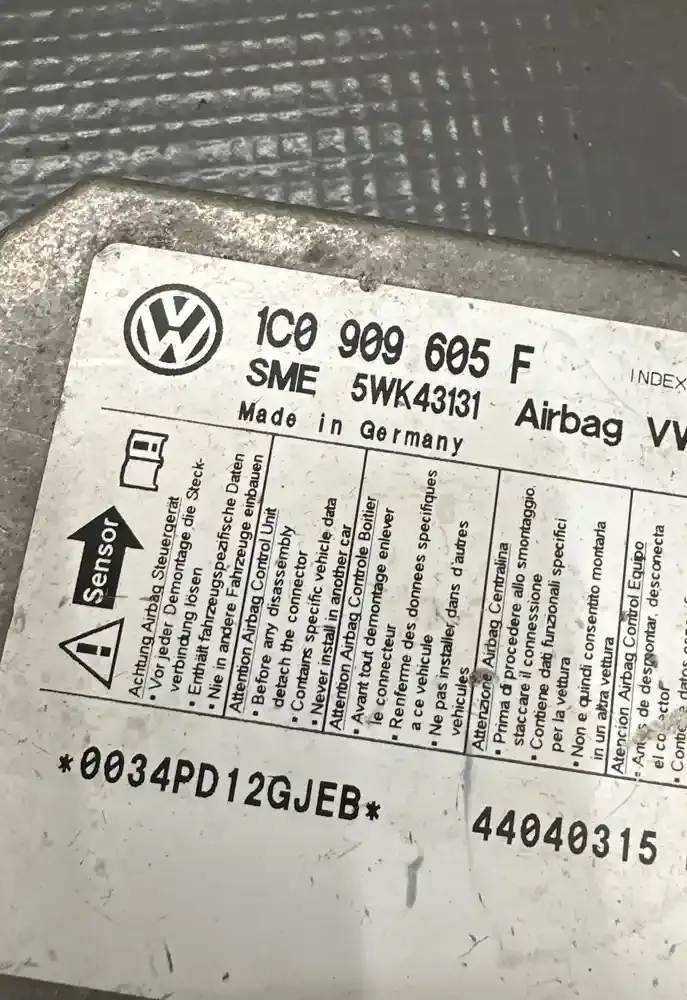 1C0 909 605 F
INDEX
SME 5WK43131 Airbag
Made in Germany
Sensor
Achtung Airbag Steuergerät
• Vor jeder Demontage die Steck-
verbindung lösen
• Enthält fahrzeugspezifische Daten
• Nie in andere Fahrzeuge einbauen
Attention Airbag Control Unit
• Before any disassembly
detach the connector
• Contains specific vehicle data
• Never install in another car
Attention Airbag Controle Boitier
• Avant tout demontage enlever
le connecteur
• Renferme des donnees specifiques
a ce vehicule
• Ne pas installer dans d'autres
vehicules
Attenzione Airbag Centralina
• Prima di procedere allo smontaggio
staccare il connessione
• Contiene dati funzionali specifici
per la vettura
• Non e quindi consentito montarla
in un altra vettura
Atencion Airbag Control Equipo
de desmontar, desconecta
el
datos
*0034PD12GJEB*
44040315